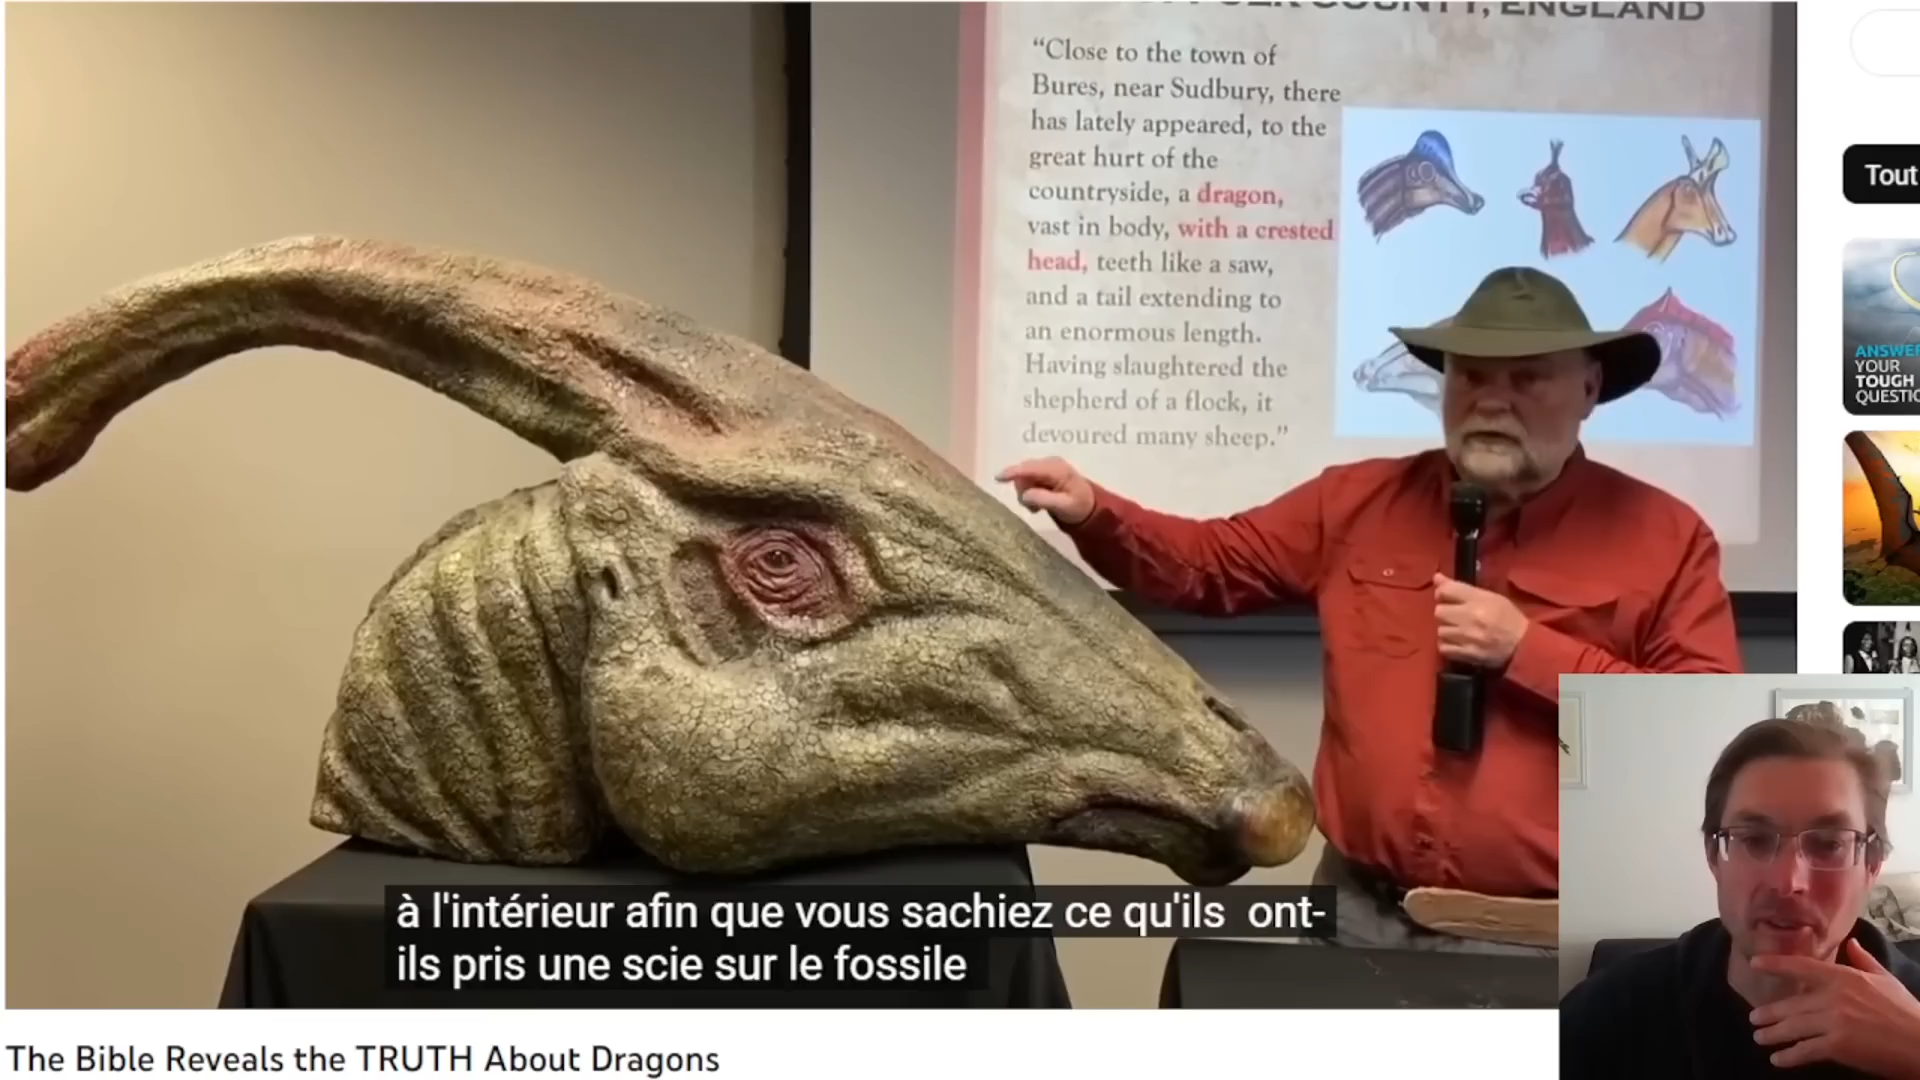 COUNTY, ENGLAND
“Close to the town of
Bures, near Sudbury, there
has lately appeared, to the
great hurt of the
countryside, a dragon,
vast in body, with a crested
head, teeth like a saw,
and a tail extending to
an enormous length.
Having slaughtered the
shepherd of a flock, it
devoured many sheep.”
Tout
YOUR
TOUGH
à l'intérieur afin que vous sachiez ce qu'ils ont-
ils pris une scie sur le fossile
The Bible Reveals the TRUTH About Dragons